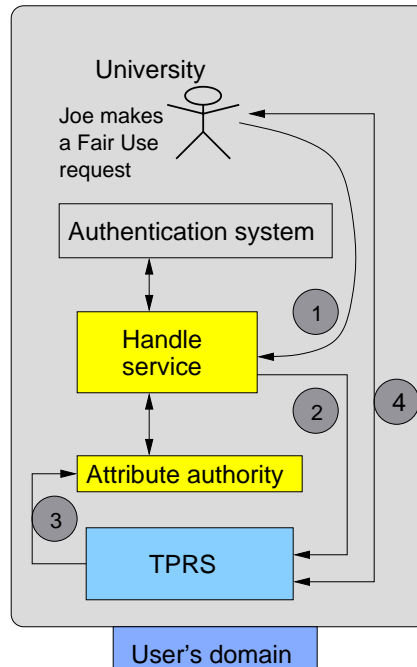 University
Joe makes
a Fair Use
request
Authentication system
1
Handle
service
2
4
Attribute authority
3
TPRS
User's domain